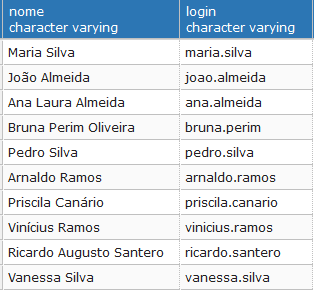 nome login
character varying character varying
Maria Silva maria.silva
João Almeida joao.almeida
Ana Laura Almeida ana.almeida
Bruna Perim Oliveira bruna.perim
Pedro Silva pedro.silva
Arnaldo Ramos arnaldo.ramos
Priscila Canário priscila.canario
Vinícius Ramos vinicius.ramos
Ricardo Augusto Santero ricardo.santero
Vanessa Silva vanessa.silva